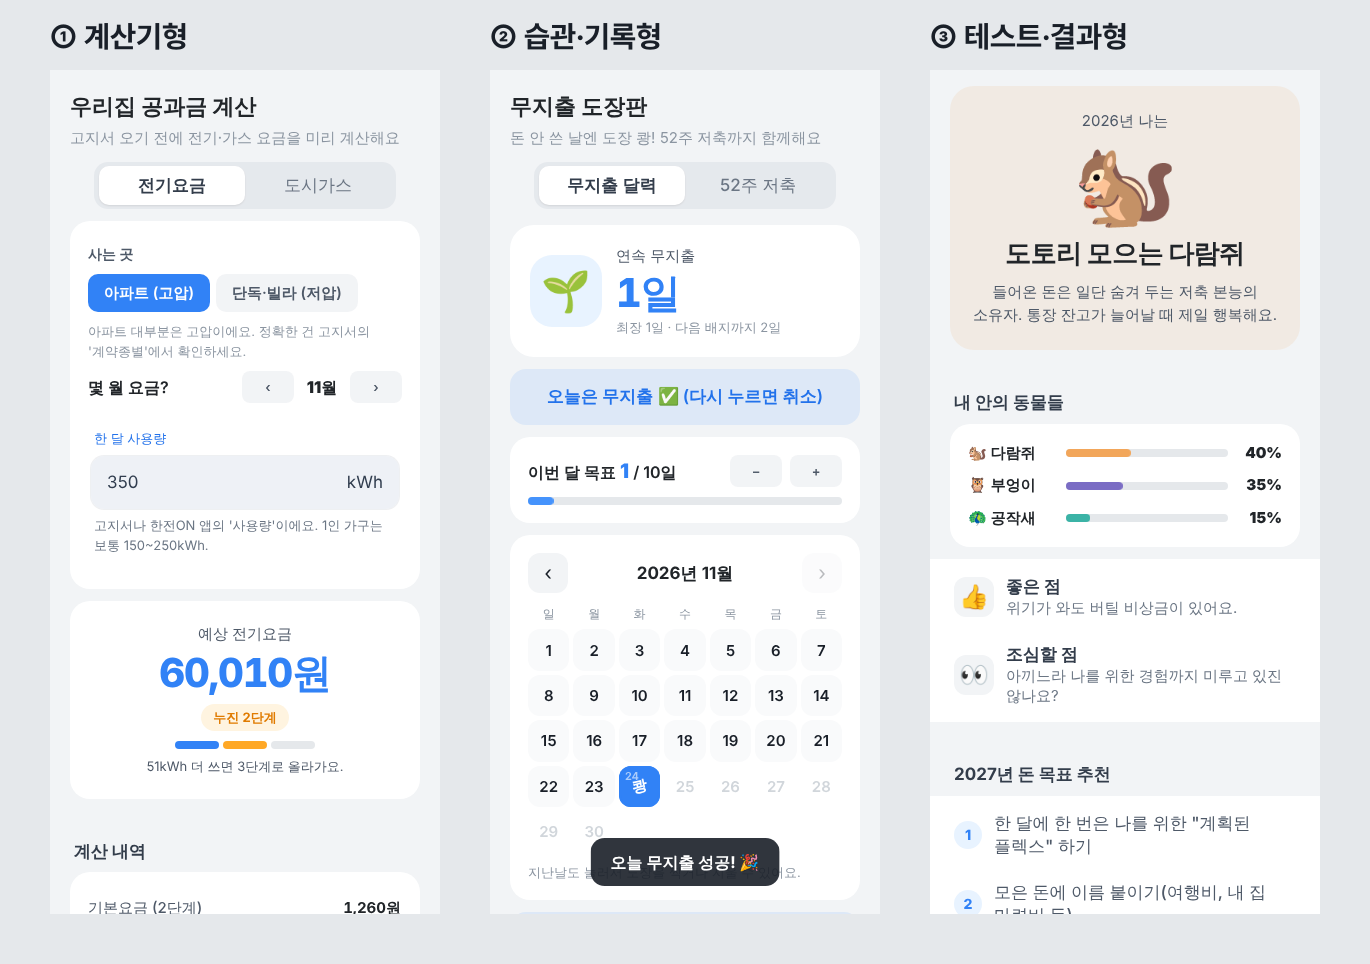 ① 계산기형
우리집 공과금 계산
고지서 오기 전에 전기·가스 요금을 미리 계산해요
전기요금
도시가스
사는 곳
아파트 (고압)
단독·빌라 (저압)
아파트 대부분은 고압이에요. 정확한 건 고지서의
'계약종별'에서 확인하세요.
몇 월 요금?
‹ 11월 ›
한 달 사용량
350 kWh
고지서나 한전ON 앱의 '사용량'이에요. 1인 가구는
보통 150~250kWh.
예상 전기요금
60,010원
누진 2단계
51kWh 더 쓰면 3단계로 올라가요.
계산 내역
기본요금 (2단계) 1,260원
② 습관·기록형
무지출 도장판
돈 안 쓴 날엔 도장 쾅! 52주 저축까지 함께해요
무지출 달력
52주 저축
연속 무지출
1일
최장 1일 · 다음 배지까지 2일
오늘은 무지출 ✅ (다시 누르면 취소)
이번 달 목표 1 / 10일 − +
‹ 2026년 11월 ›
일 월 화 수 목 금 토
1 2 3 4 5 6 7
8 9 10 11 12 13 14
15 16 17 18 19 20 21
22 23 24 쾅 25 26 27 28
29 30
오늘 무지출 성공! 🎉
지난날도
③ 테스트·결과형
2026년 나는
도토리 모으는 다람쥐
들어온 돈은 일단 숨겨 두는 저축 본능의
소유자. 통장 잔고가 늘어날 때 제일 행복해요.
내 안의 동물들
다람쥐 40%
부엉이 35%
공작새 15%
좋은 점
위기가 와도 버틸 비상금이 있어요.
조심할 점
아끼느라 나를 위한 경험까지 미루고 있진
않나요?
2027년 돈 목표 추천
1 한 달에 한 번은 나를 위한 "계획된
플렉스" 하기
2 모은 돈에 이름 붙이기(여행비, 내 집